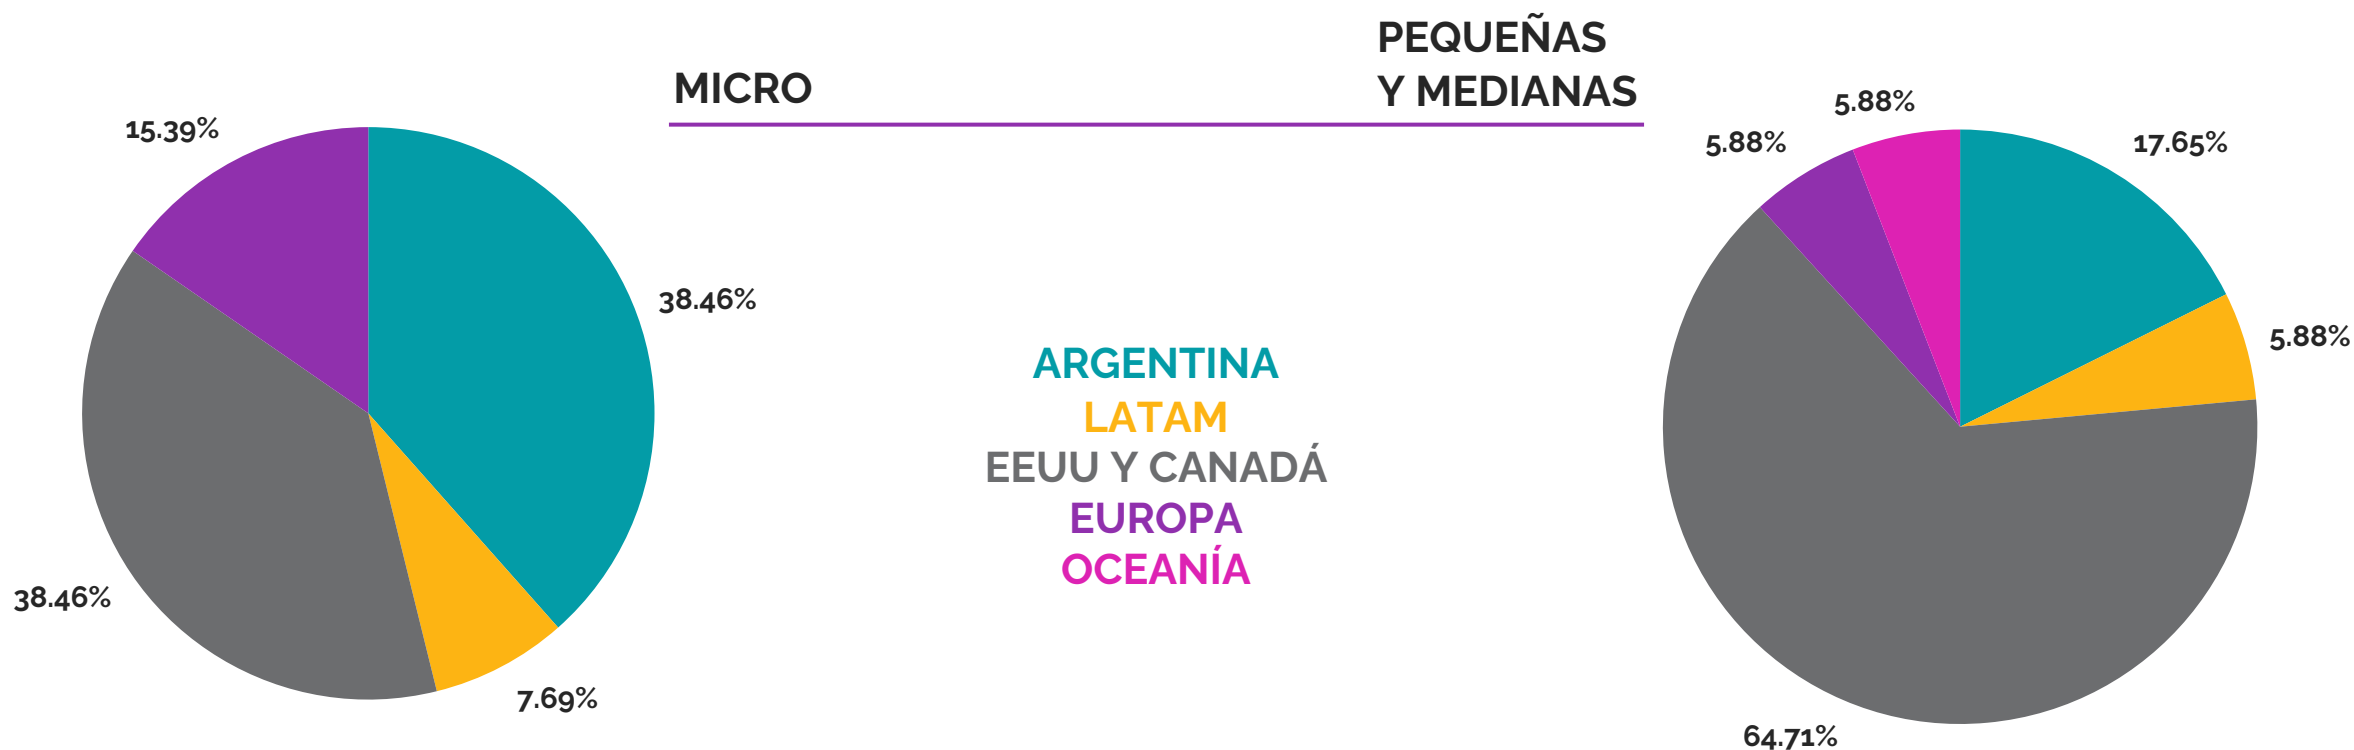 MICRO
PEQUEÑAS
Y MEDIANAS
15.39%
38.46%
38.46%
7.69%
ARGENTINA
LATAM
EEUU Y CANADÁ
EUROPA
OCEANÍA
5.88%
5.88%
17.65%
5.88%
64.71%